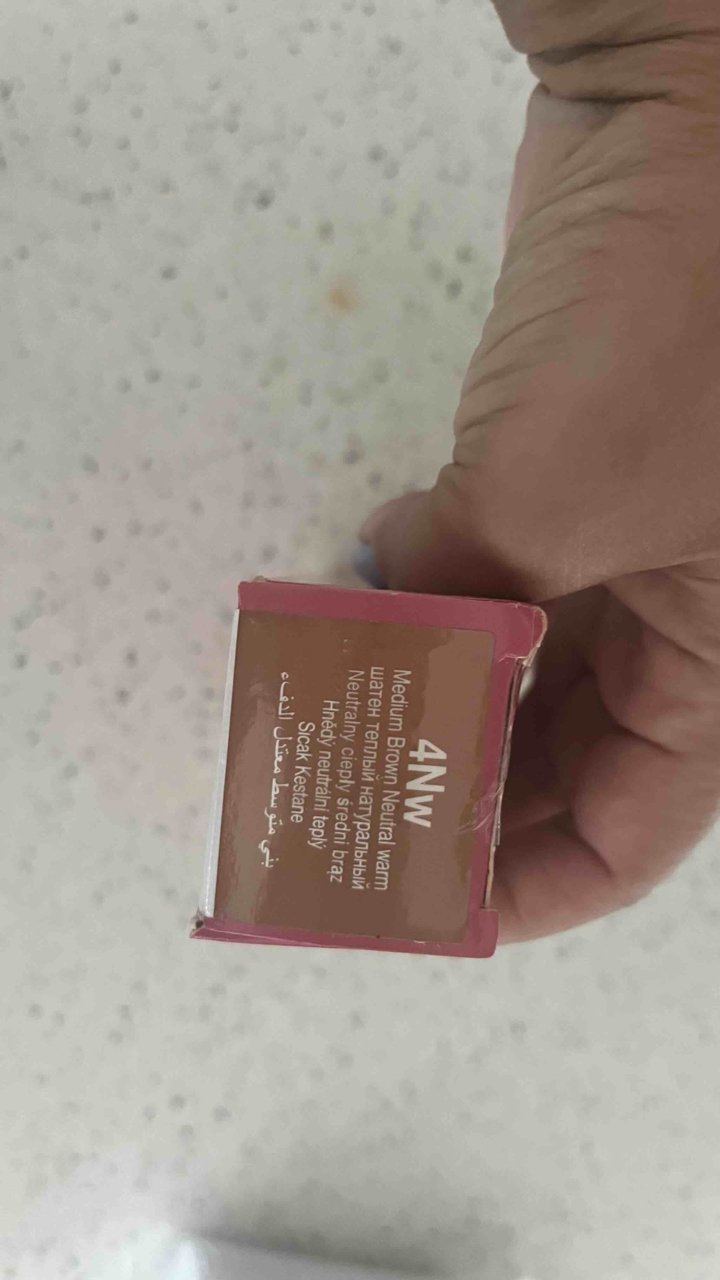 4Nw
Medium Brown Neutral warm
шатен теплый натуральный
Neutralny ciepły średni brąz
Hnědý neutrální teplý
Sıcak Kestane
بني متوسط معتدل الدفء